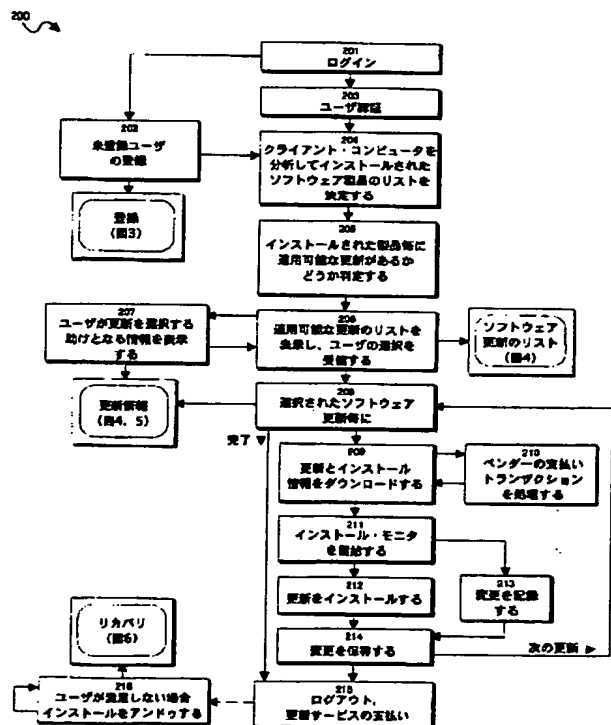 200
201
ログイン
203
ユーザ認証
202
未登録ユーザ
の登録
204
クライアント・コンピュータを
分析してインストールされた
ソフトウェア製品のリストを
決定する
登録
(図3)
205
インストールされた製品毎に
適用可能な更新があるか
どうか判定する
207
ユーザが更新を選択する
助けとなる情報を表示
する
206
適用可能な更新のリストを
表示し、ユーザの選択を
受信する
ソフトウェア
更新のリスト
(図4)
208
選択されたソフトウェア
更新毎に
更新情報
(図4、5)
完了
209
更新とインストール
情報をダウンロードする
210
ベンダーの支払い
トランザクション
を処理する
211
インストール・モニタ
を開始する
212
更新をインストールする
213
変更を記録
する
リカバリ
(図6)
214
変更を保存する
次の更新
216
ユーザが満足しない場合
インストールをアンドゥする
215
ログアウト、
更新サービスの支払い